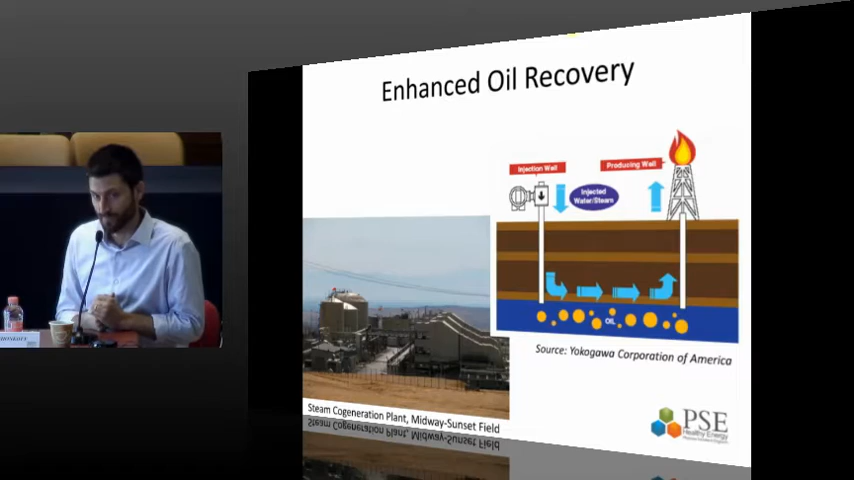 Enhanced Oil Recovery
Injection Well
Producing Well
Injected
Water/Steam
OIL
Source: Yokogawa Corporation of America
Steam Cogeneration Plant, Midway-Sunset Field
PSE
Healthy Energy